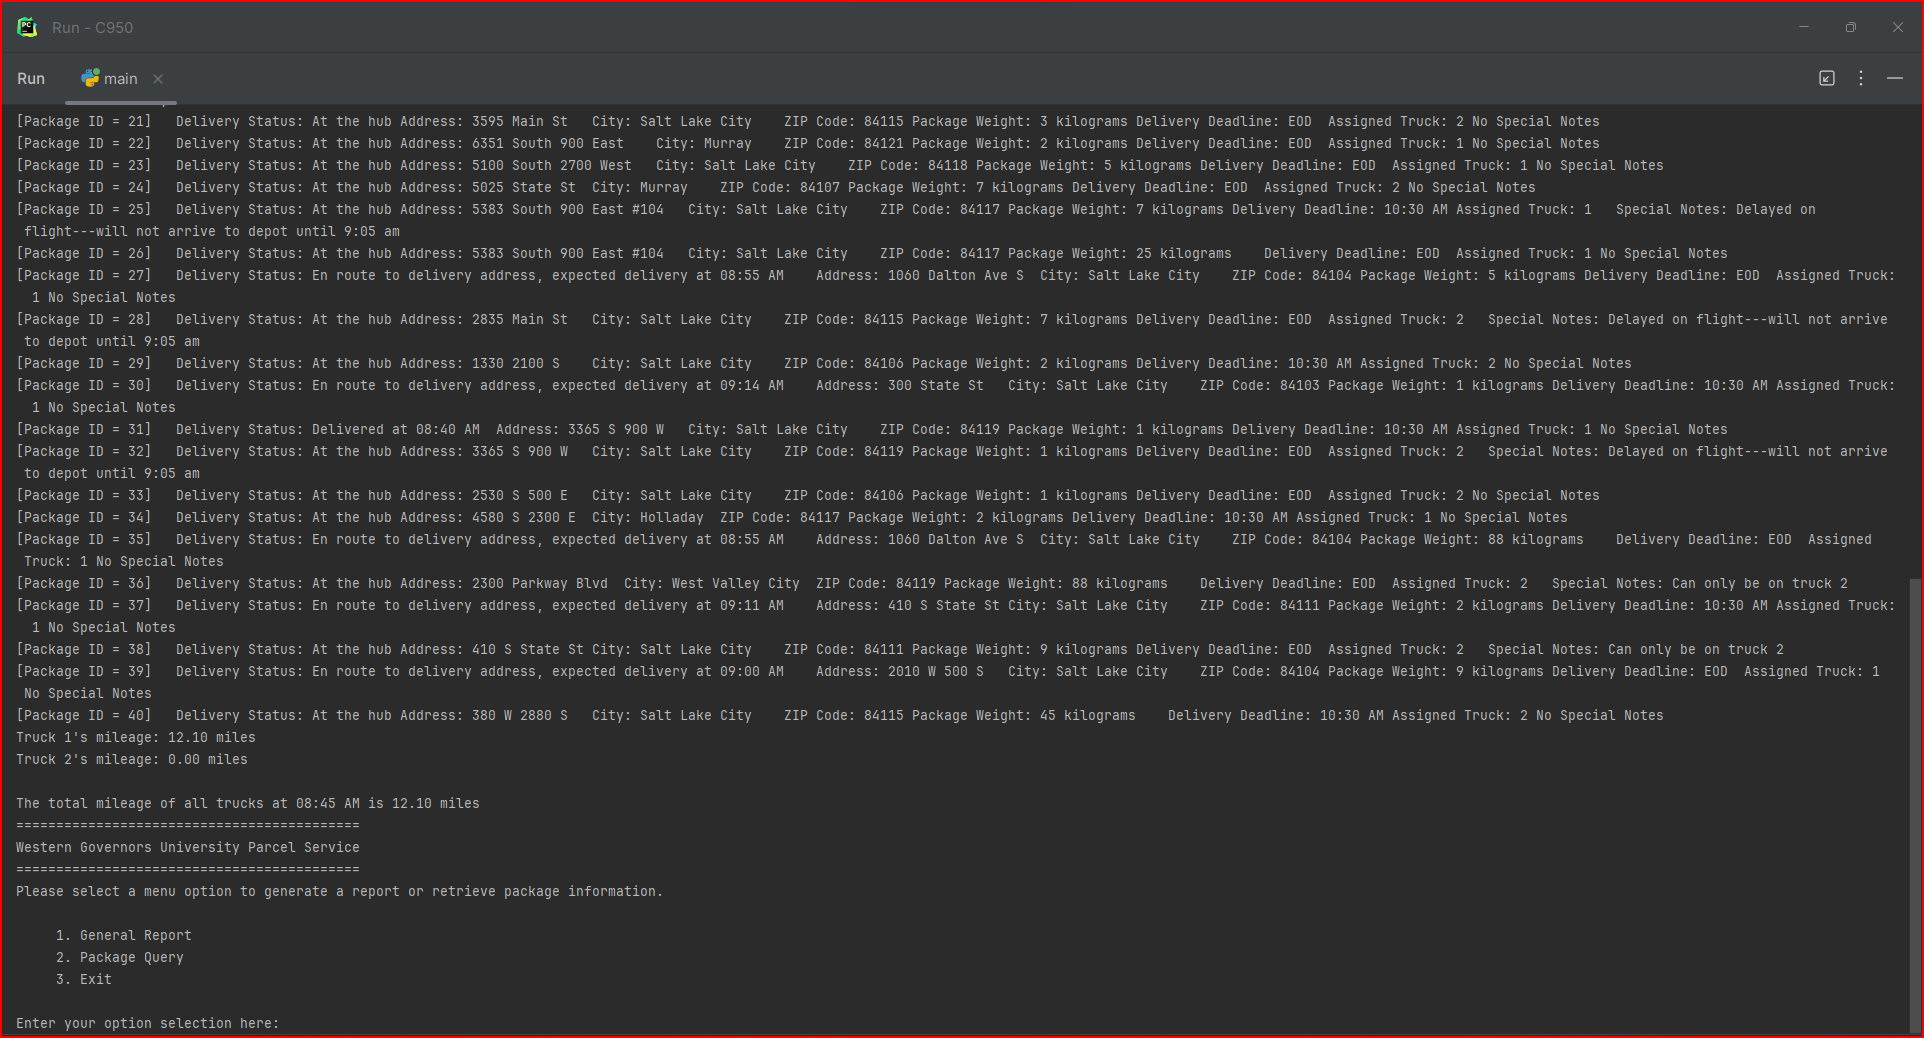 Run - C950
Run main
[Package ID = 21]   Delivery Status: At the hub Address: 3595 Main St   City: Salt Lake City    ZIP Code: 84115 Package Weight: 3 kilograms Delivery Deadline: EOD  Assigned Truck: 2 No Special Notes
[Package ID = 22]   Delivery Status: At the hub Address: 6351 South 900 East    City: Murray    ZIP Code: 84121 Package Weight: 2 kilograms Delivery Deadline: EOD  Assigned Truck: 1 No Special Notes
[Package ID = 23]   Delivery Status: At the hub Address: 5100 South 2700 West   City: Salt Lake City    ZIP Code: 84118 Package Weight: 5 kilograms Delivery Deadline: EOD  Assigned Truck: 1 No Special Notes
[Package ID = 24]   Delivery Status: At the hub Address: 5025 State St  City: Murray    ZIP Code: 84107 Package Weight: 7 kilograms Delivery Deadline: EOD  Assigned Truck: 2 No Special Notes
[Package ID = 25]   Delivery Status: At the hub Address: 5383 South 900 East #104   City: Salt Lake City    ZIP Code: 84117 Package Weight: 7 kilograms Delivery Deadline: 10:30 AM Assigned Truck: 1   Special Notes: Delayed on
flight---will not arrive to depot until 9:05 am
[Package ID = 26]   Delivery Status: At the hub Address: 5383 South 900 East #104   City: Salt Lake City    ZIP Code: 84117 Package Weight: 25 kilograms    Delivery Deadline: EOD  Assigned Truck: 1 No Special Notes
[Package ID = 27]   Delivery Status: En route to delivery address, expected delivery at 08:55 AM    Address: 1060 Dalton Ave S  City: Salt Lake City    ZIP Code: 84104 Package Weight: 5 kilograms Delivery Deadline: EOD  Assigned Truck:
1 No Special Notes
[Package ID = 28]   Delivery Status: At the hub Address: 2835 Main St   City: Salt Lake City    ZIP Code: 84115 Package Weight: 7 kilograms Delivery Deadline: EOD  Assigned Truck: 2   Special Notes: Delayed on flight---will not arrive
to depot until 9:05 am
[Package ID = 29]   Delivery Status: At the hub Address: 1330 2100 S    City: Salt Lake City    ZIP Code: 84106 Package Weight: 2 kilograms Delivery Deadline: 10:30 AM Assigned Truck: 2 No Special Notes
[Package ID = 30]   Delivery Status: En route to delivery address, expected delivery at 09:14 AM    Address: 300 State St   City: Salt Lake City    ZIP Code: 84103 Package Weight: 1 kilograms Delivery Deadline: 10:30 AM Assigned Truck:
1 No Special Notes
[Package ID = 31]   Delivery Status: Delivered at 08:40 AM  Address: 3365 S 900 W   City: Salt Lake City    ZIP Code: 84119 Package Weight: 1 kilograms Delivery Deadline: 10:30 AM Assigned Truck: 1 No Special Notes
[Package ID = 32]   Delivery Status: At the hub Address: 3365 S 900 W   City: Salt Lake City    ZIP Code: 84119 Package Weight: 1 kilograms Delivery Deadline: EOD  Assigned Truck: 2   Special Notes: Delayed on flight---will not arrive
to depot until 9:05 am
[Package ID = 33]   Delivery Status: At the hub Address: 2530 S 500 E   City: Salt Lake City    ZIP Code: 84106 Package Weight: 1 kilograms Delivery Deadline: EOD  Assigned Truck: 2 No Special Notes
[Package ID = 34]   Delivery Status: At the hub Address: 4580 S 2300 E  City: Holladay  ZIP Code: 84117 Package Weight: 2 kilograms Delivery Deadline: 10:30 AM Assigned Truck: 1 No Special Notes
[Package ID = 35]   Delivery Status: En route to delivery address, expected delivery at 08:55 AM    Address: 1060 Dalton Ave S  City: Salt Lake City    ZIP Code: 84104 Package Weight: 88 kilograms    Delivery Deadline: EOD  Assigned
Truck: 1 No Special Notes
[Package ID = 36]   Delivery Status: At the hub Address: 2300 Parkway Blvd  City: West Valley City  ZIP Code: 84119 Package Weight: 88 kilograms    Delivery Deadline: EOD  Assigned Truck: 2   Special Notes: Can only be on truck 2
[Package ID = 37]   Delivery Status: En route to delivery address, expected delivery at 09:11 AM    Address: 410 S State St City: Salt Lake City    ZIP Code: 84111 Package Weight: 2 kilograms Delivery Deadline: 10:30 AM Assigned Truck:
1 No Special Notes
[Package ID = 38]   Delivery Status: At the hub Address: 410 S State St City: Salt Lake City    ZIP Code: 84111 Package Weight: 9 kilograms Delivery Deadline: EOD  Assigned Truck: 2   Special Notes: Can only be on truck 2
[Package ID = 39]   Delivery Status: En route to delivery address, expected delivery at 09:00 AM    Address: 2010 W 500 S   City: Salt Lake City    ZIP Code: 84104 Package Weight: 9 kilograms Delivery Deadline: EOD  Assigned Truck: 1
No Special Notes
[Package ID = 40]   Delivery Status: At the hub Address: 380 W 2880 S   City: Salt Lake City    ZIP Code: 84115 Package Weight: 45 kilograms    Delivery Deadline: 10:30 AM Assigned Truck: 2 No Special Notes
Truck 1's mileage: 12.10 miles
Truck 2's mileage: 0.00 miles
The total mileage of all trucks at 08:45 AM is 12.10 miles
===========================================
Western Governors University Parcel Service
===========================================
Please select a menu option to generate a report or retrieve package information.
1. General Report
2. Package Query
3. Exit
Enter your option selection here: